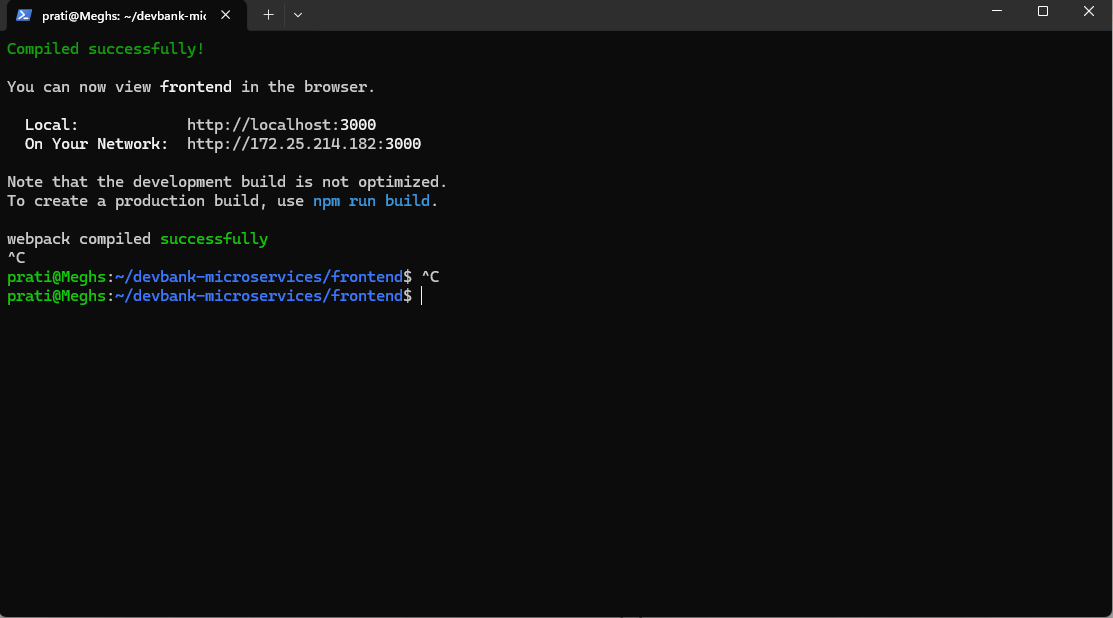 prati@Meghs: ~/devbank-mic
Compiled successfully!
You can now view frontend in the browser.
Local: http://localhost:3000
On Your Network: http://172.25.214.182:3000
Note that the development build is not optimized.
To create a production build, use npm run build.
webpack compiled successfully
^C
prati@Meghs:~/devbank-microservices/frontend$ ^C
prati@Meghs:~/devbank-microservices/frontend$